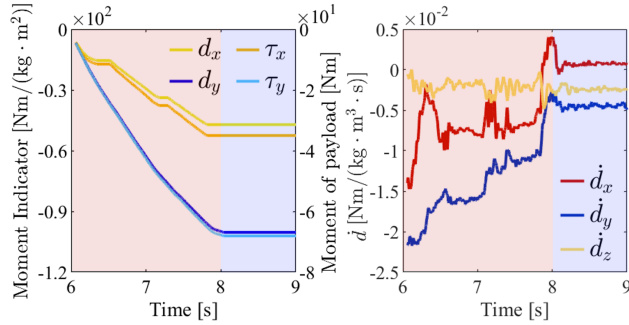 ×10² ×10¹
0 0
-0.3 -2
-0.6 -4
-0.9 -6
-1.2 -8
6 7 8 9
Time [s]
Moment Indicator [Nm/(kg · m²)]
Moment of payload [Nm]
d_x τ_x
d_y τ_y
×10⁻²
0.5
0
-0.5
-1
-1.5
-2
-2.5
6 7 8 9
Time [s]
ḋ [Nm/(kg · m³ · s)]
ḋ_x
ḋ_y
ḋ_z